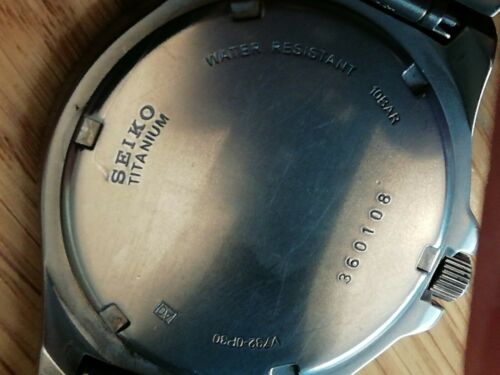 WATER RESISTANT
10BAR
SEIKO
TITANIUM
360108
V732-0P30